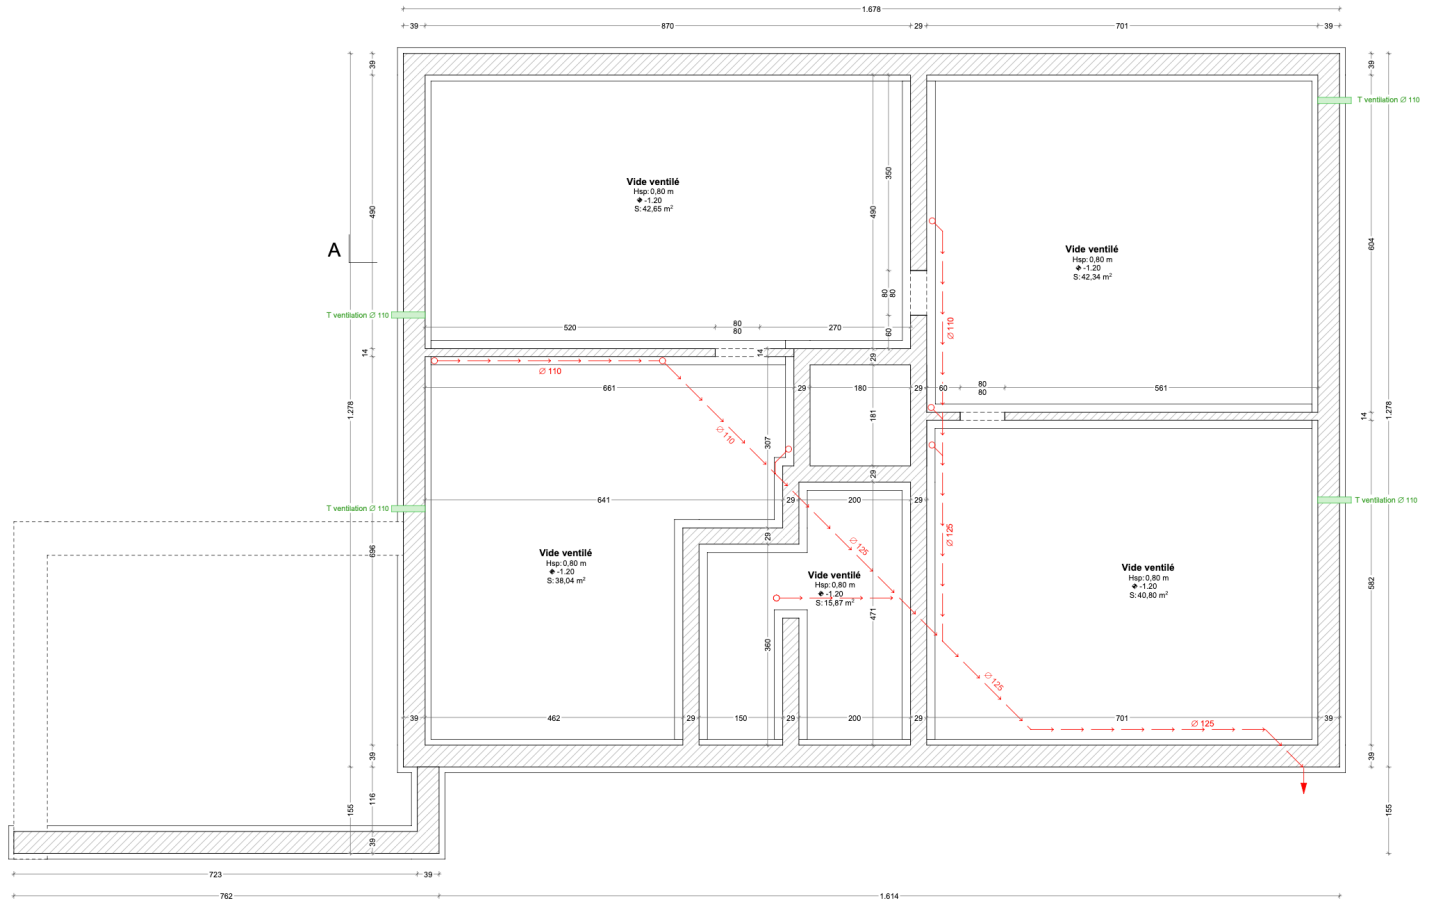 1.678
39
870
29
701
39
39
39
T ventilation Ø 110
Vide ventilé
Hsp: 0,80 m
-1.20
S: 42,65 m²
350
490
490
A
Vide ventilé
Hsp: 0,80 m
-1.20
S: 42,34 m²
604
80
80
T ventilation Ø 110
520
80
80
270
60
Ø 110
14
14
29
Ø 110
661
29
180
29
60
80
80
561
1.278
1.278
14
181
307
Ø 110
29
T ventilation Ø 110
641
29
200
29
T ventilation Ø 110
29
696
Ø 125
Ø 125
Vide ventilé
Hsp: 0,80 m
-1.20
S: 38,04 m²
Vide ventilé
Hsp: 0,80 m
-1.20
S: 15,87 m²
Vide ventilé
Hsp: 0,80 m
-1.20
S: 40,80 m²
582
471
360
Ø 125
39
462
29
150
29
200
29
701
39
Ø 125
39
39
155
116
155
39
723
39
762
1.614